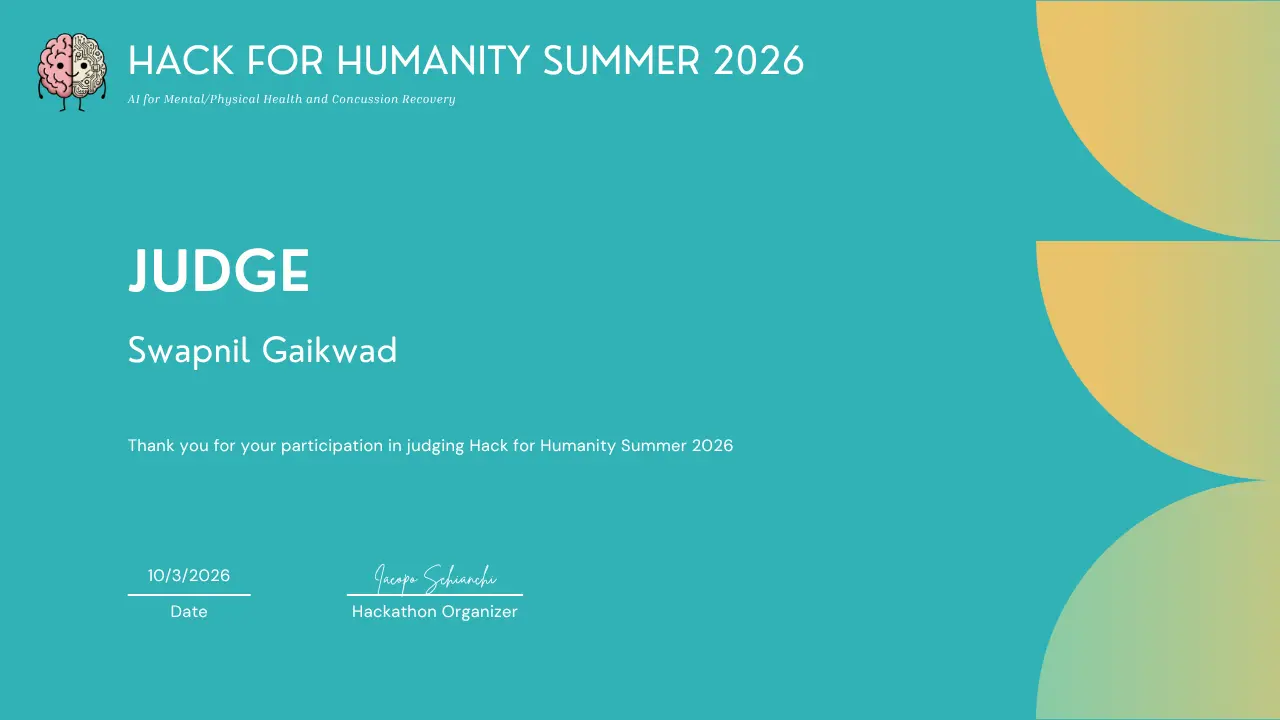 HACK FOR HUMANITY SUMMER 2026
AI for Mental/Physical Health and Concussion Recovery
JUDGE
Swapnil Gaikwad
Thank you for your participation in judging Hack for Humanity Summer 2026
10/3/2026
Date
Jacopo Schianchi
Hackathon Organizer